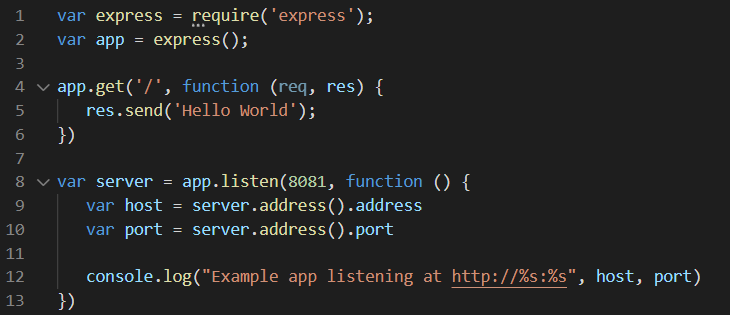 1 var express = require('express');
2 var app = express();
3
4 app.get('/', function (req, res) {
5    res.send('Hello World');
6 })
7
8 var server = app.listen(8081, function () {
9    var host = server.address().address
10    var port = server.address().port
11
12    console.log("Example app listening at http://%s:%s", host, port)
13 })